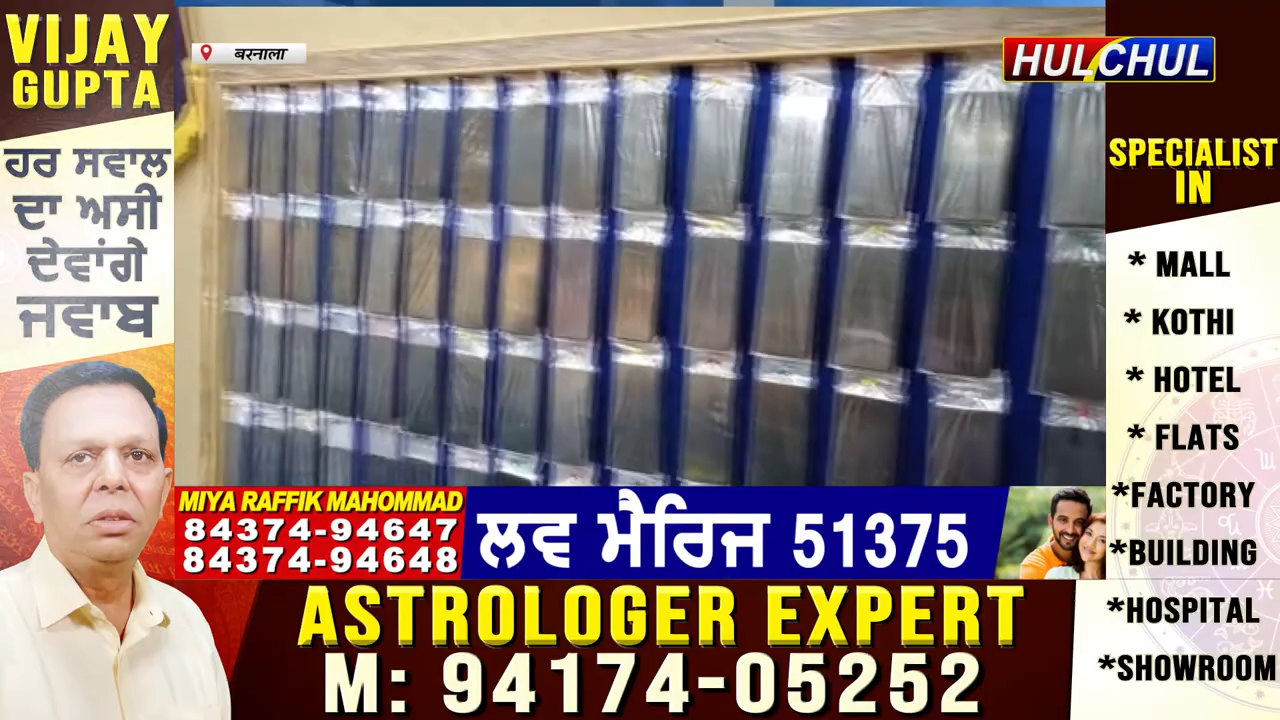 VIJAY
GUPTA
ਹਰ ਸਵਾਲ
ਦਾ ਅਸੀ
ਦੇਵਾਂਗੇ
ਜਵਾਬ
ਬਰਨਾਲਾ
HULCHUL
SPECIALIST
IN
* MALL
* KOTHI
* HOTEL
* FLATS
*FACTORY
*BUILDING
*HOSPITAL
*SHOWROOM
MIYA RAFFIK MAHOMMAD
84374-94647
84374-94648
ਲਵ ਮੈਰਿਜ 51375
ASTROLOGER EXPERT
M: 94174-05252